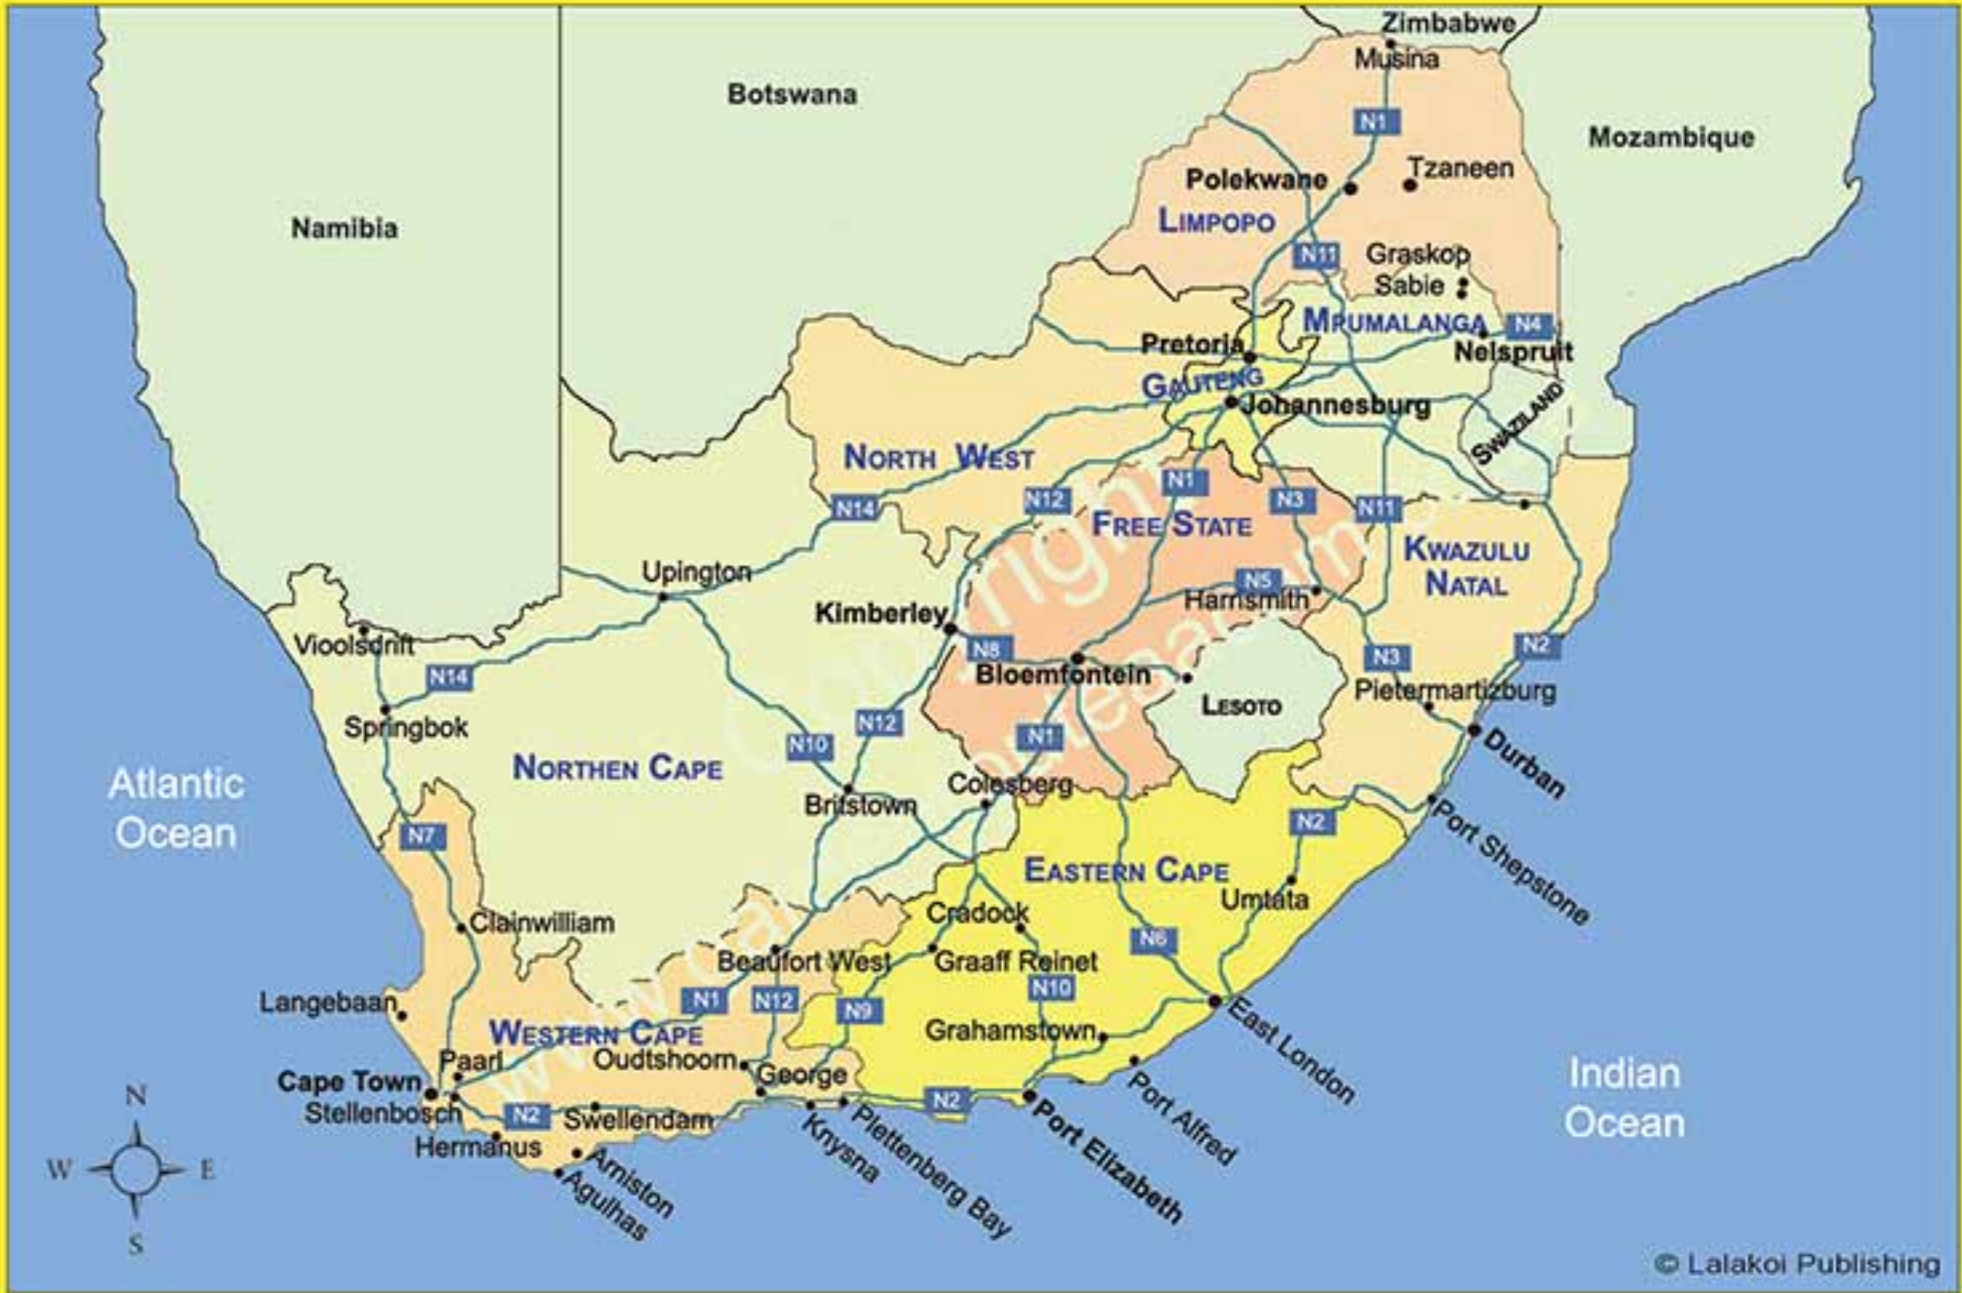 Zimbabwe
Musina
Botswana
N1
Mozambique
Polekwane
Tzaneen
LIMPOPO
Namibia
N11
Graskop
Sabie
MPUMALANGA
N4
Pretoria
Nelspruit
GAUTENG
Johannesburg
SWAZILAND
NORTH WEST
N14
N12
N1
N3
N11
FREE STATE
KWAZULU
NATAL
Upington
N5
Harrismith
Kimberley
Vioolsdrift
N14
N8
Bloemfontein
N3
N2
Pietermartizburg
LESOTO
Springbok
N12
N10
N1
Durban
NORTHEN CAPE
Atlantic
Ocean
Colesberg
Britstown
N7
N2
Port Shepstone
EASTERN CAPE
Umtata
Clainwilliam
Cradock
Beaufort West
Graaff Reinet
N6
Langebaan
N1
N12
N9
N10
WESTERN CAPE
Grahamstown
East London
Paarl
Oudtshoorn
George
Cape Town
Stellenbosch
N2
Swellendam
N2
Hermanus
Arniston
Agulhas
Knysna
Plettenberg Bay
Port Elizabeth
Port Alfred
Indian
Ocean
N
W
E
S
© Lalakoi Publishing
Copyright